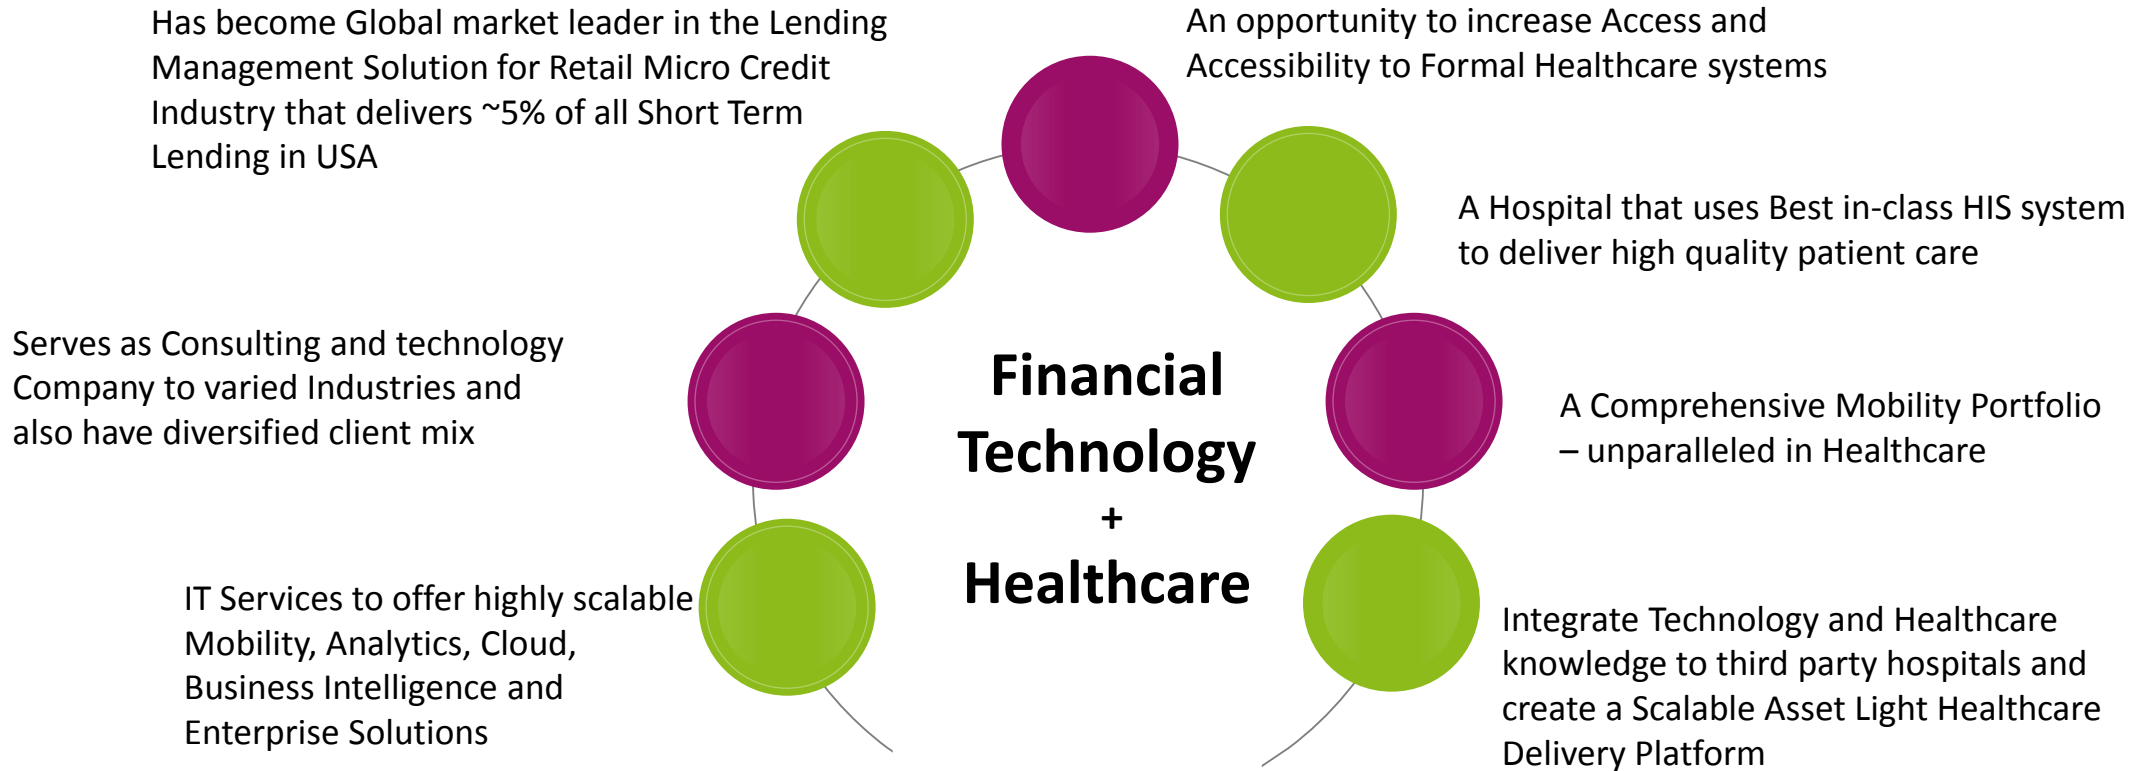 Has become Global market leader in the Lending
Management Solution for Retail Micro Credit
Industry that delivers ~5% of all Short Term
Lending in USA
An opportunity to increase Access and
Accessibility to Formal Healthcare systems
A Hospital that uses Best in-class HIS system
to deliver high quality patient care
Serves as Consulting and technology
Company to varied Industries and
also have diversified client mix
Financial
Technology
+
Healthcare
A Comprehensive Mobility Portfolio
– unparalleled in Healthcare
IT Services to offer highly scalable
Mobility, Analytics, Cloud,
Business Intelligence and
Enterprise Solutions
Integrate Technology and Healthcare
knowledge to third party hospitals and
create a Scalable Asset Light Healthcare
Delivery Platform